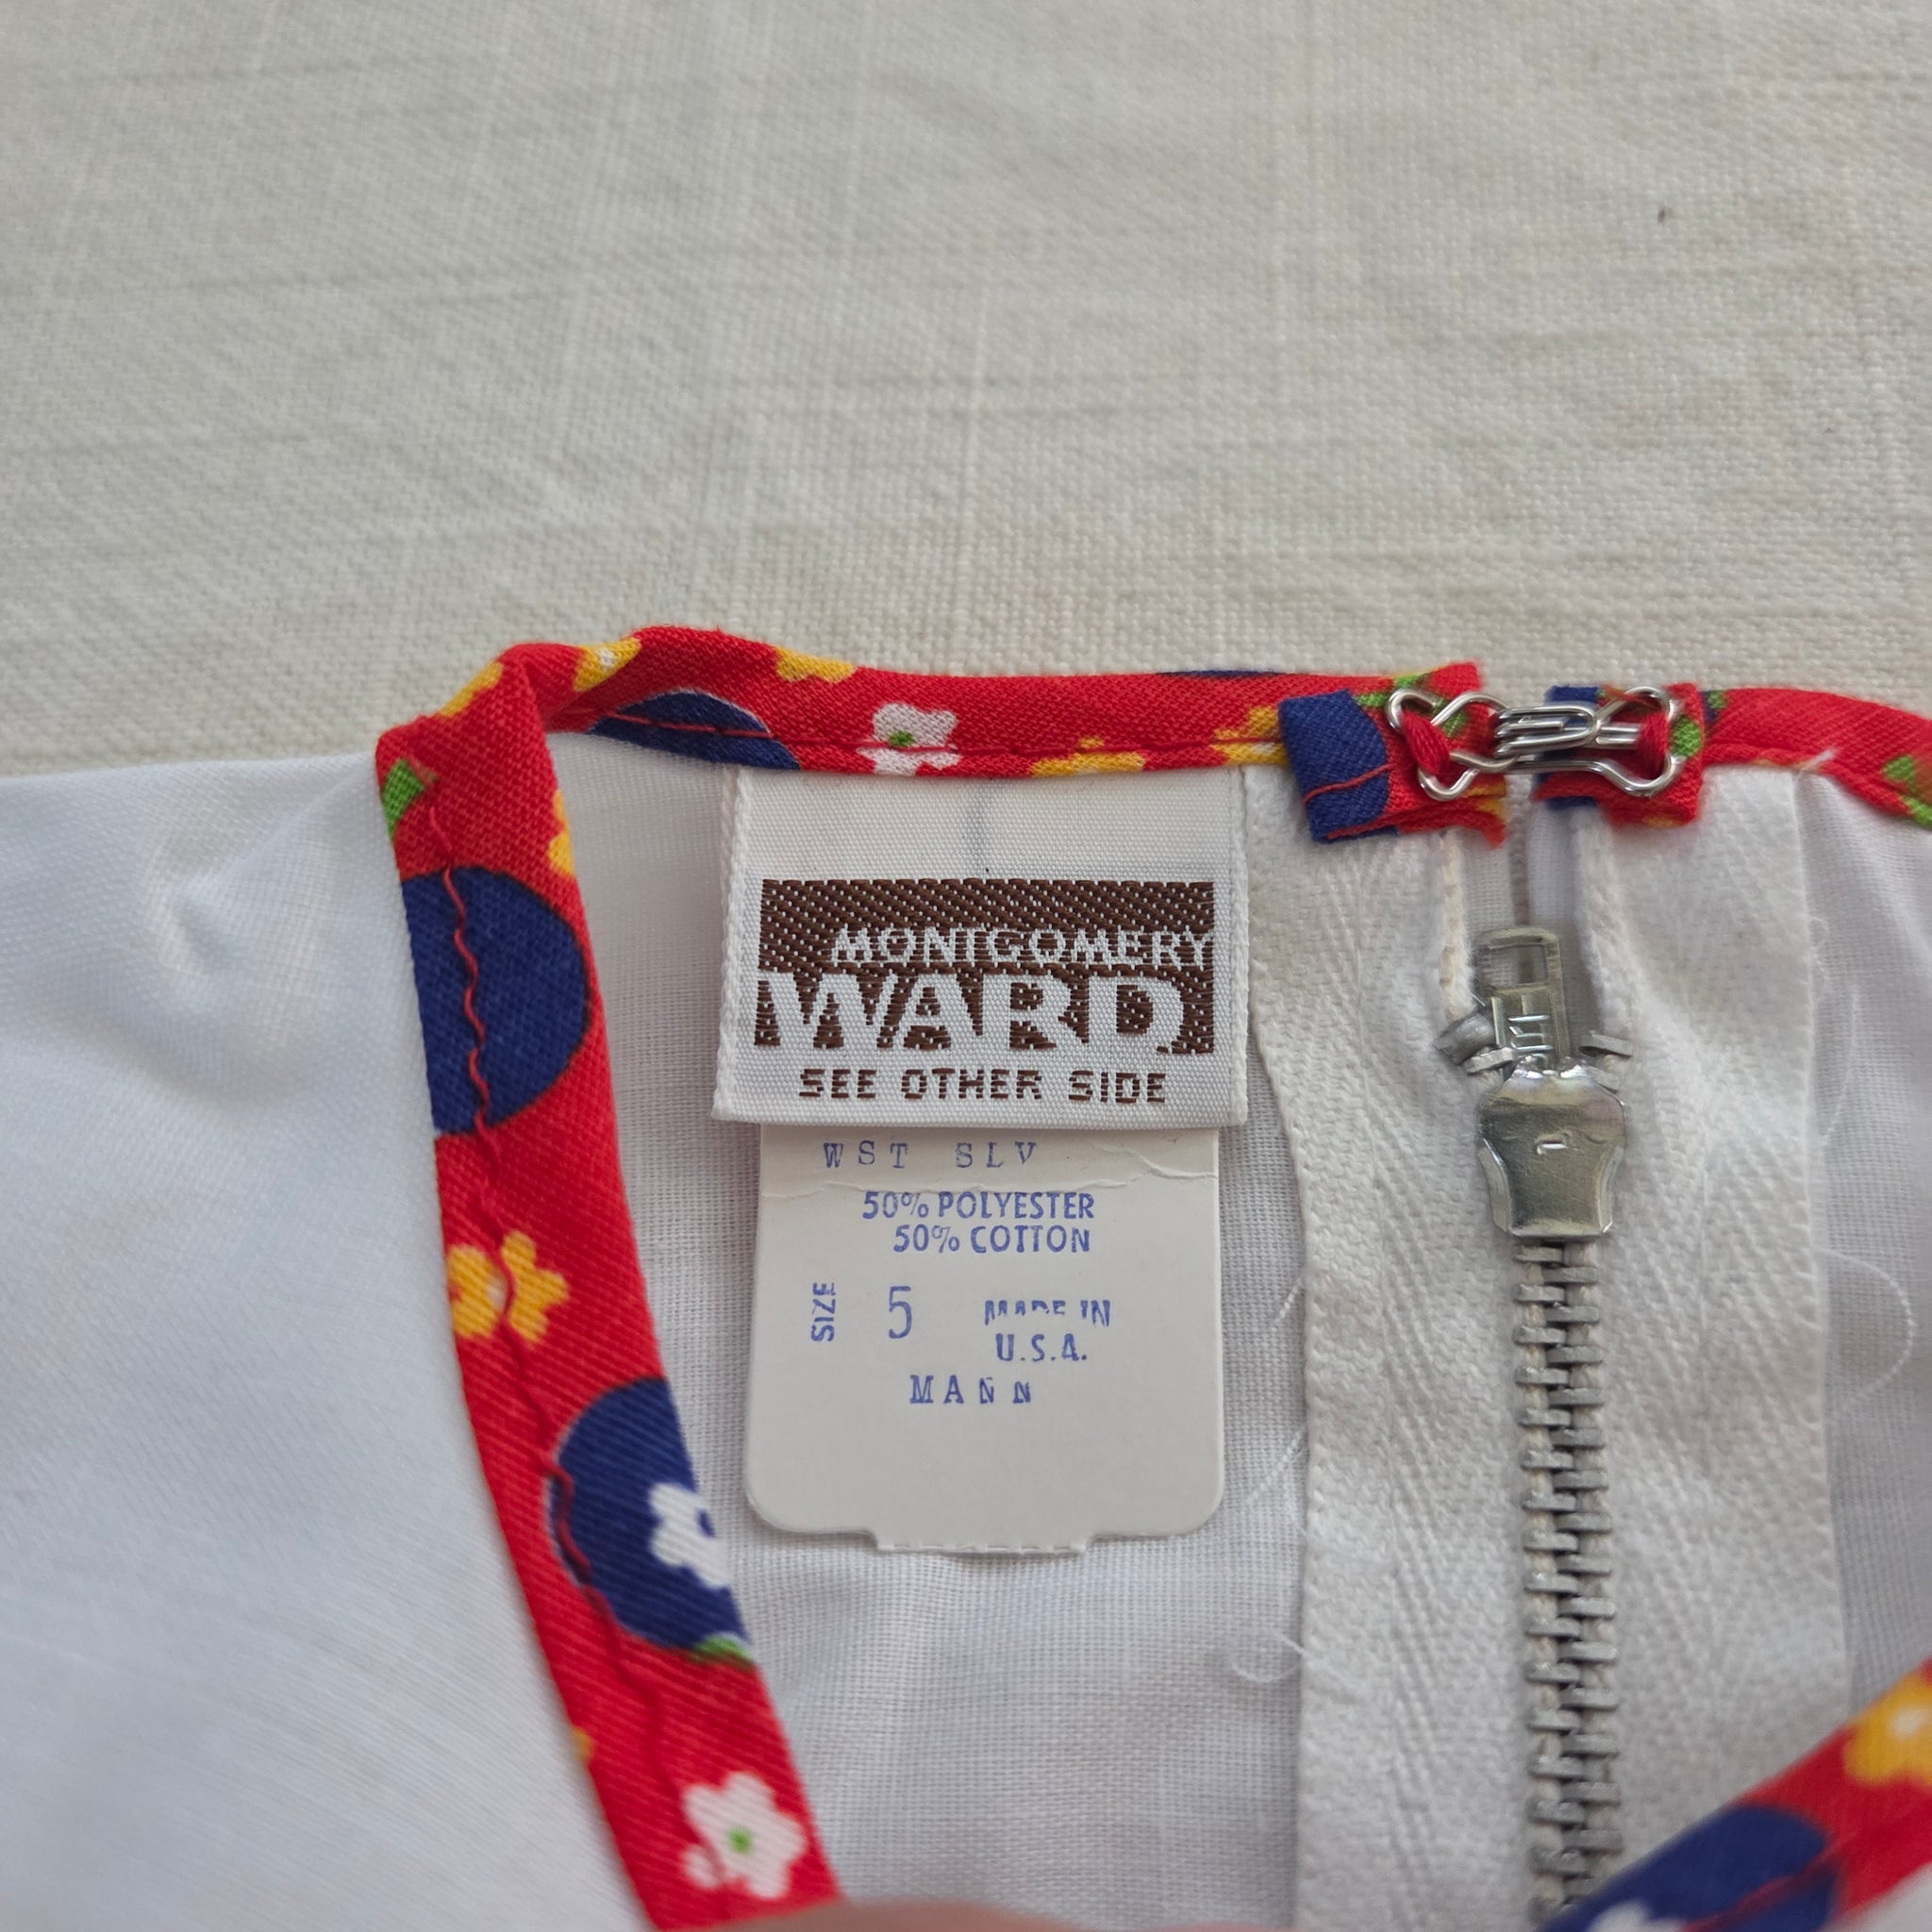 MONTGOMERY
WARD
SEE OTHER SIDE
WST SLV
50% POLYESTER
50% COTTON
SIZE 5 MADE IN
U.S.A.
MANN